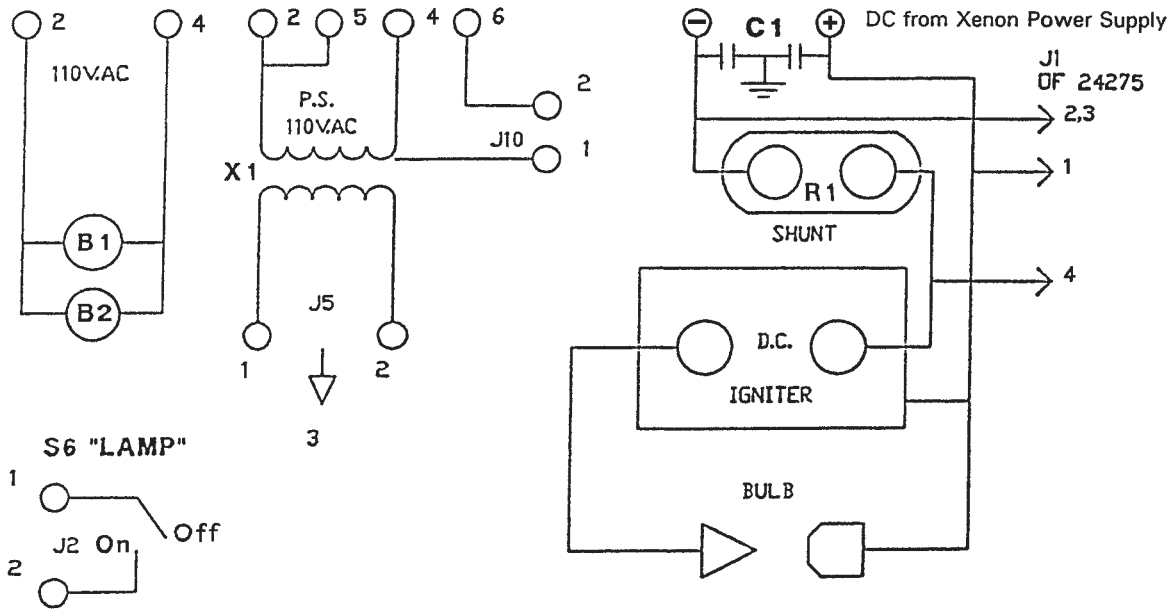 2 4 2 5 4 6
− C1 + DC from Xenon Power Supply
110V.AC
J1
OF 24275
P.S.
110V.AC
2
2,3
J10 1
X1
1
R1
SHUNT
B1
4
B2
J5
D.C.
1 2
IGNITER
3
S6 "LAMP"
1
Off
BULB
J2 On
2